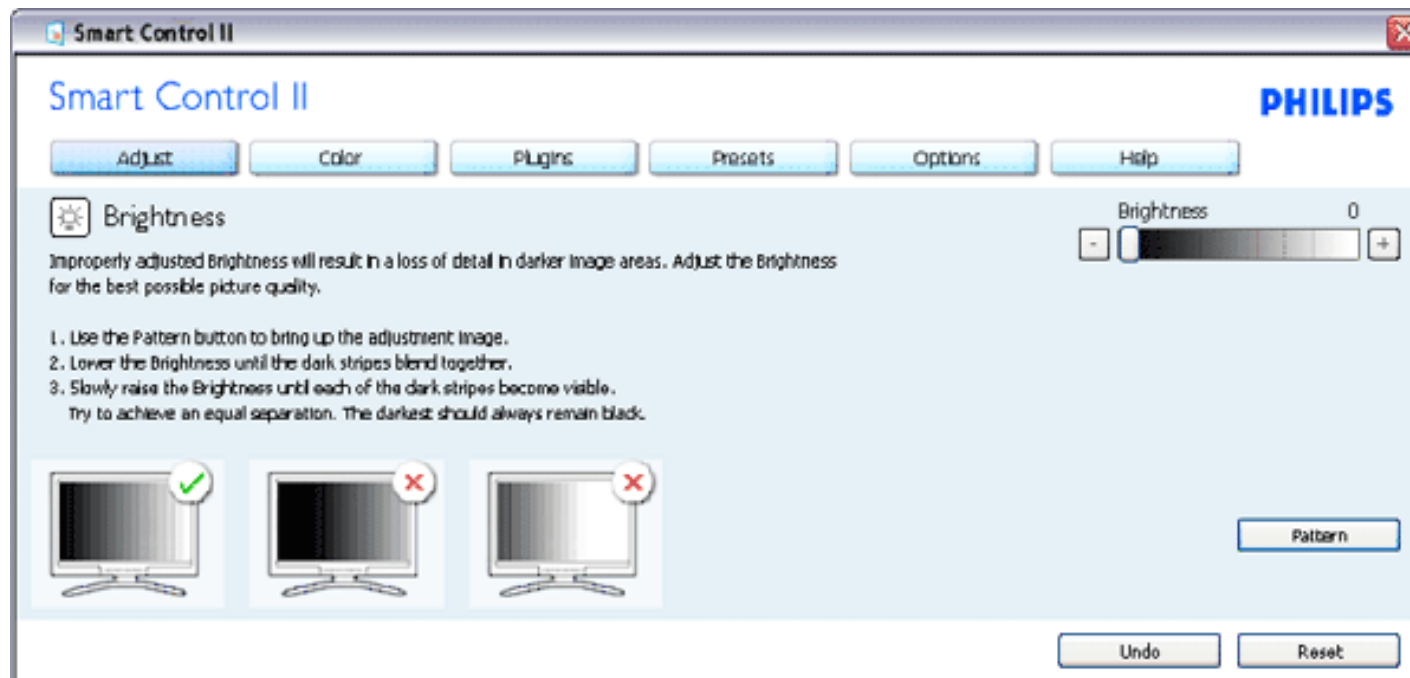 Smart Control II
Smart Control II
PHILIPS
Adjust Color Plugins Presets Options Help
Brightness
Brightness 0
- +
Improperly adjusted Brightness will result in a loss of detail in darker image areas. Adjust the Brightness
for the best possible picture quality.
1. Use the Pattern button to bring up the adjustment image.
2. Lower the Brightness until the dark stripes blend together.
3. Slowly raise the Brightness until each of the dark stripes become visible.
Try to achieve an equal separation. The darkest should always remain black.
Pattern
Undo Reset